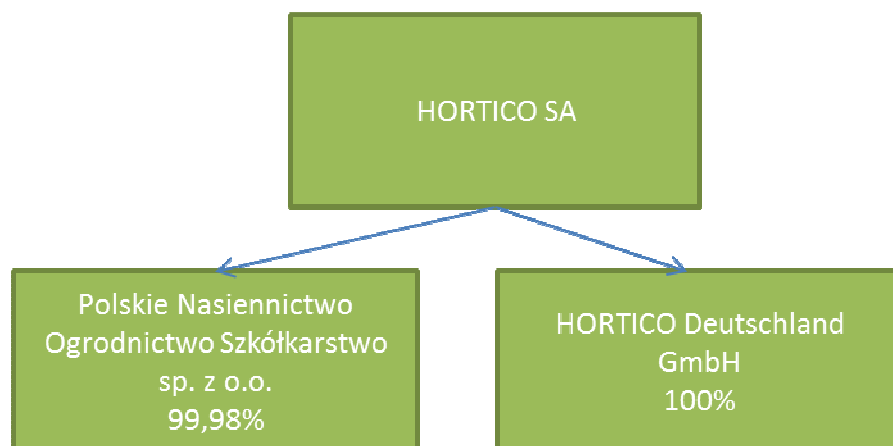 HORTICO SA
Polskie Nasiennictwo
Ogrodnictwo Szkółkarstwo
sp. z o.o.
99,98%
HORTICO Deutschland
GmbH
100%